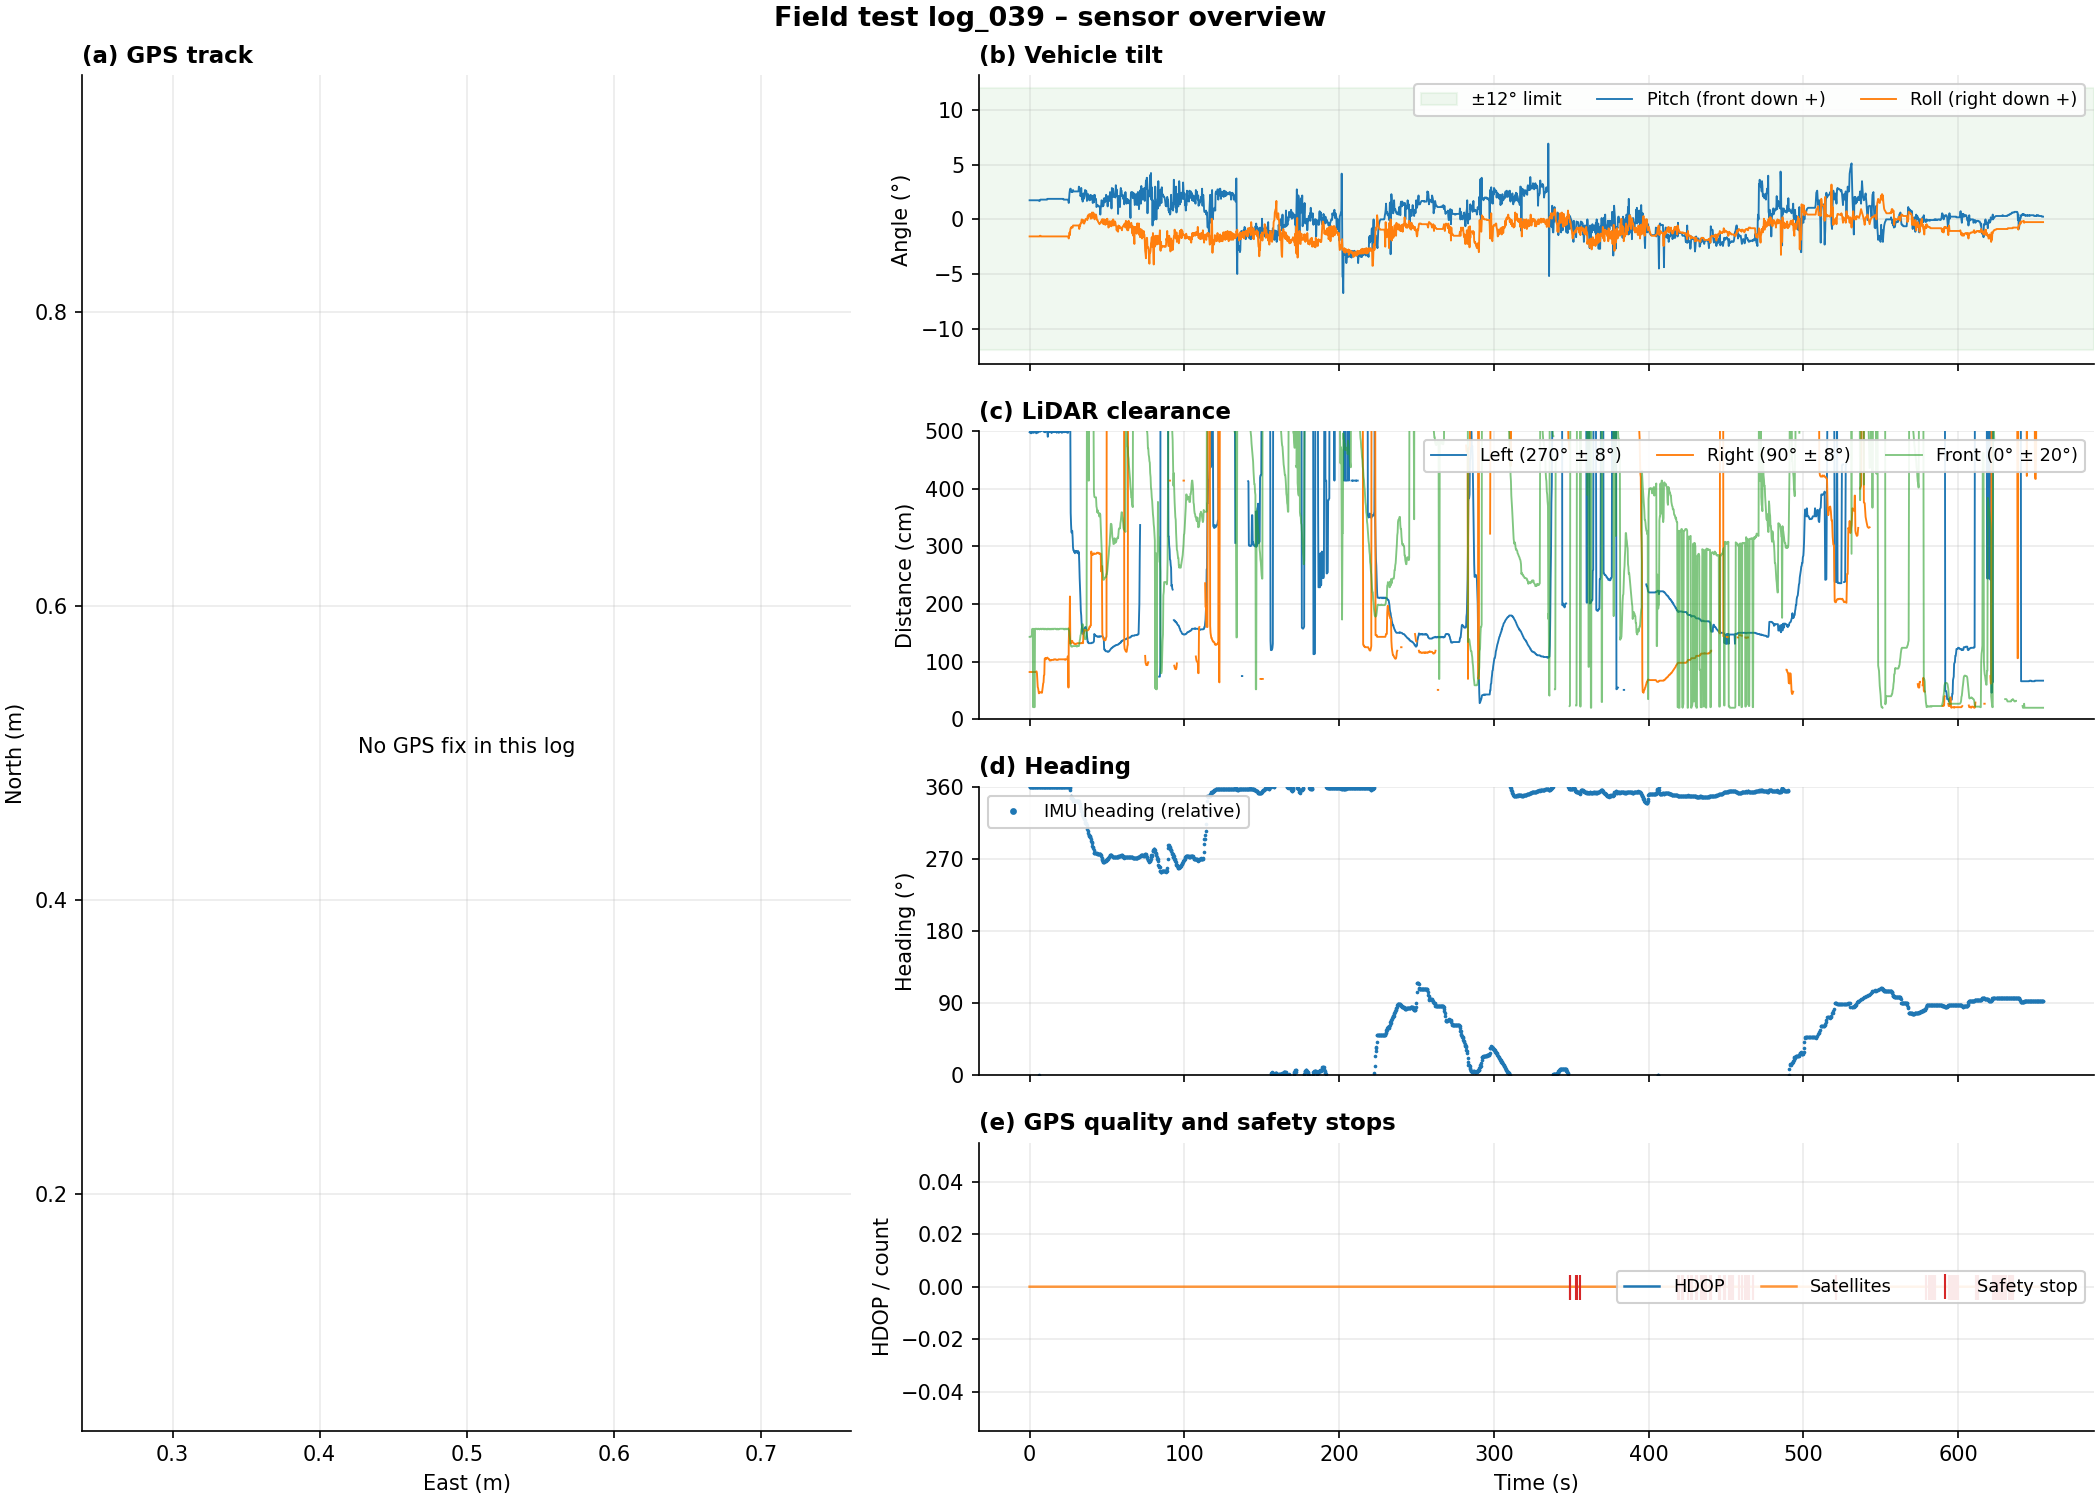 Field test log_039 – sensor overview
(a) GPS track
North (m)
0.8
0.6
0.4
0.2
No GPS fix in this log
0.3 0.4 0.5 0.6 0.7
East (m)
(b) Vehicle tilt
Angle (°)
10
5
0
−5
−10
±12° limit Pitch (front down +) Roll (right down +)
(c) LiDAR clearance
Distance (cm)
500
400
300
200
100
0
Left (270° ± 8°) Right (90° ± 8°) Front (0° ± 20°)
(d) Heading
Heading (°)
360
270
180
90
0
IMU heading (relative)
(e) GPS quality and safety stops
HDOP / count
0.04
0.02
0.00
−0.02
−0.04
HDOP Satellites Safety stop
0 100 200 300 400 500 600
Time (s)